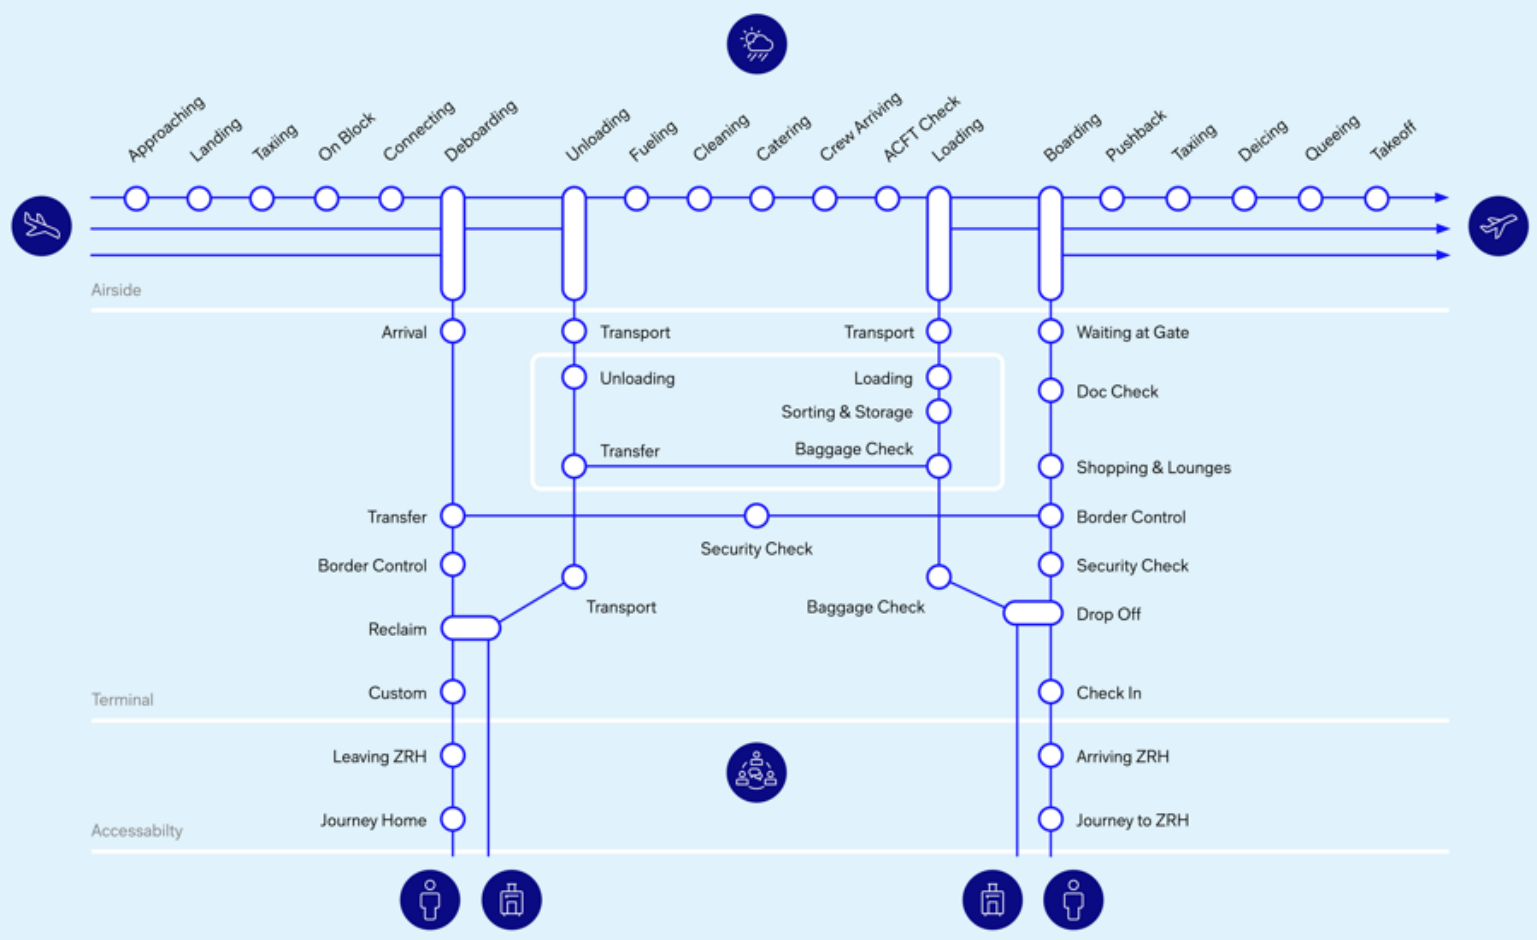 Approaching
Landing
Taxiing
On Block
Connecting
Deboarding
Unloading
Fueling
Cleaning
Catering
Crew Arriving
ACFT Check
Loading
Boarding
Pushback
Taxiing
Deicing
Queeing
Takeoff
Airside
Arrival
Transport
Transport
Waiting at Gate
Unloading
Loading
Doc Check
Sorting & Storage
Transfer
Baggage Check
Shopping & Lounges
Transfer
Border Control
Security Check
Border Control
Security Check
Transport
Baggage Check
Drop Off
Reclaim
Custom
Check In
Terminal
Leaving ZRH
Arriving ZRH
Journey Home
Journey to ZRH
Accessabilty